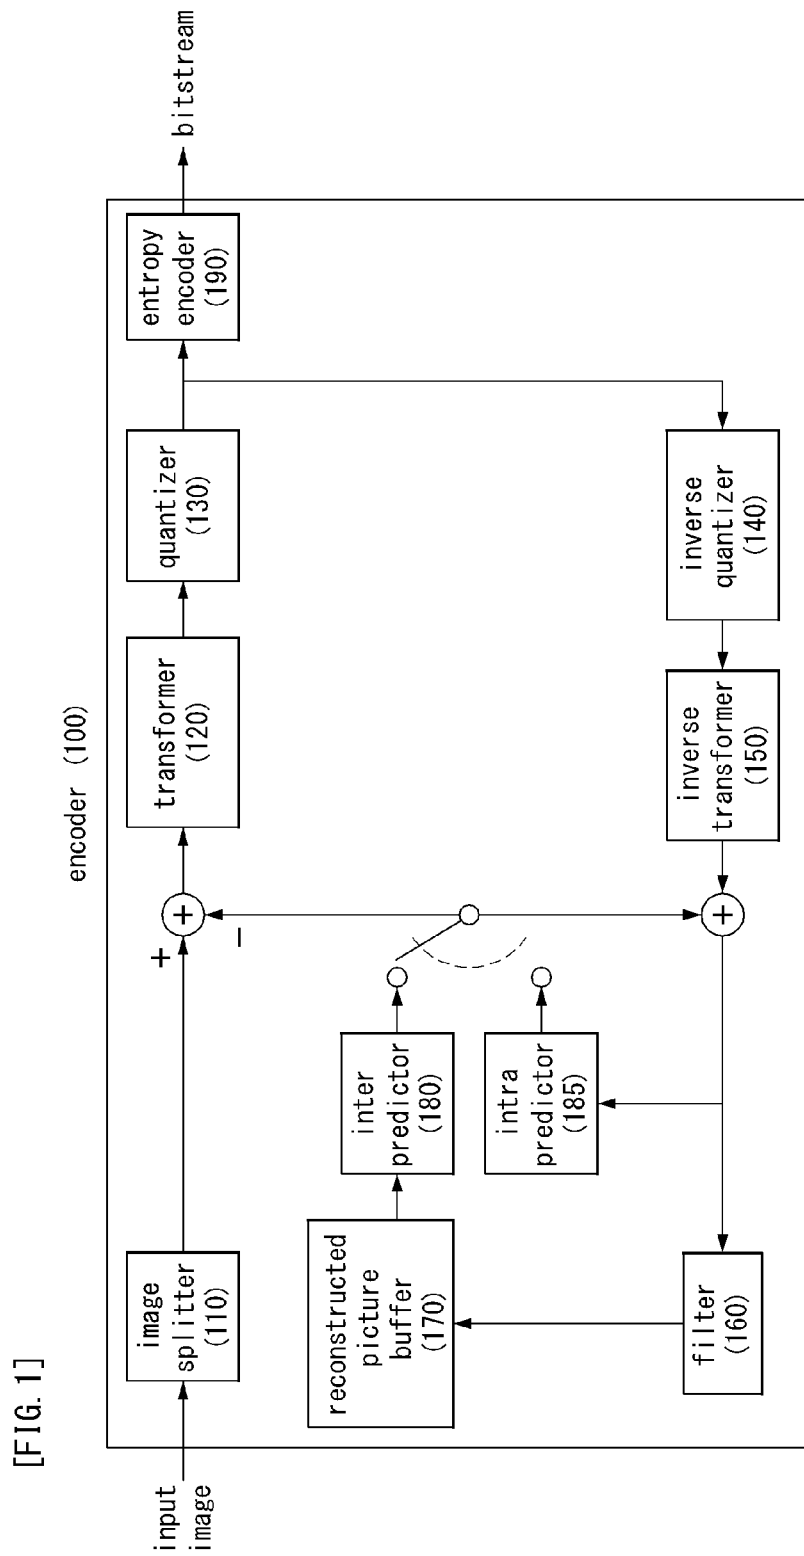 [FIG. 1]
encoder (100)
input
image
image
splitter
(110)
+
+
−
transformer
(120)
quantizer
(130)
entropy
encoder
(190)
bitstream
reconstructed
picture
buffer
(170)
inter
predictor
(180)
intra
predictor
(185)
filter
(160)
+
inverse
transformer
(150)
inverse
quantizer
(140)